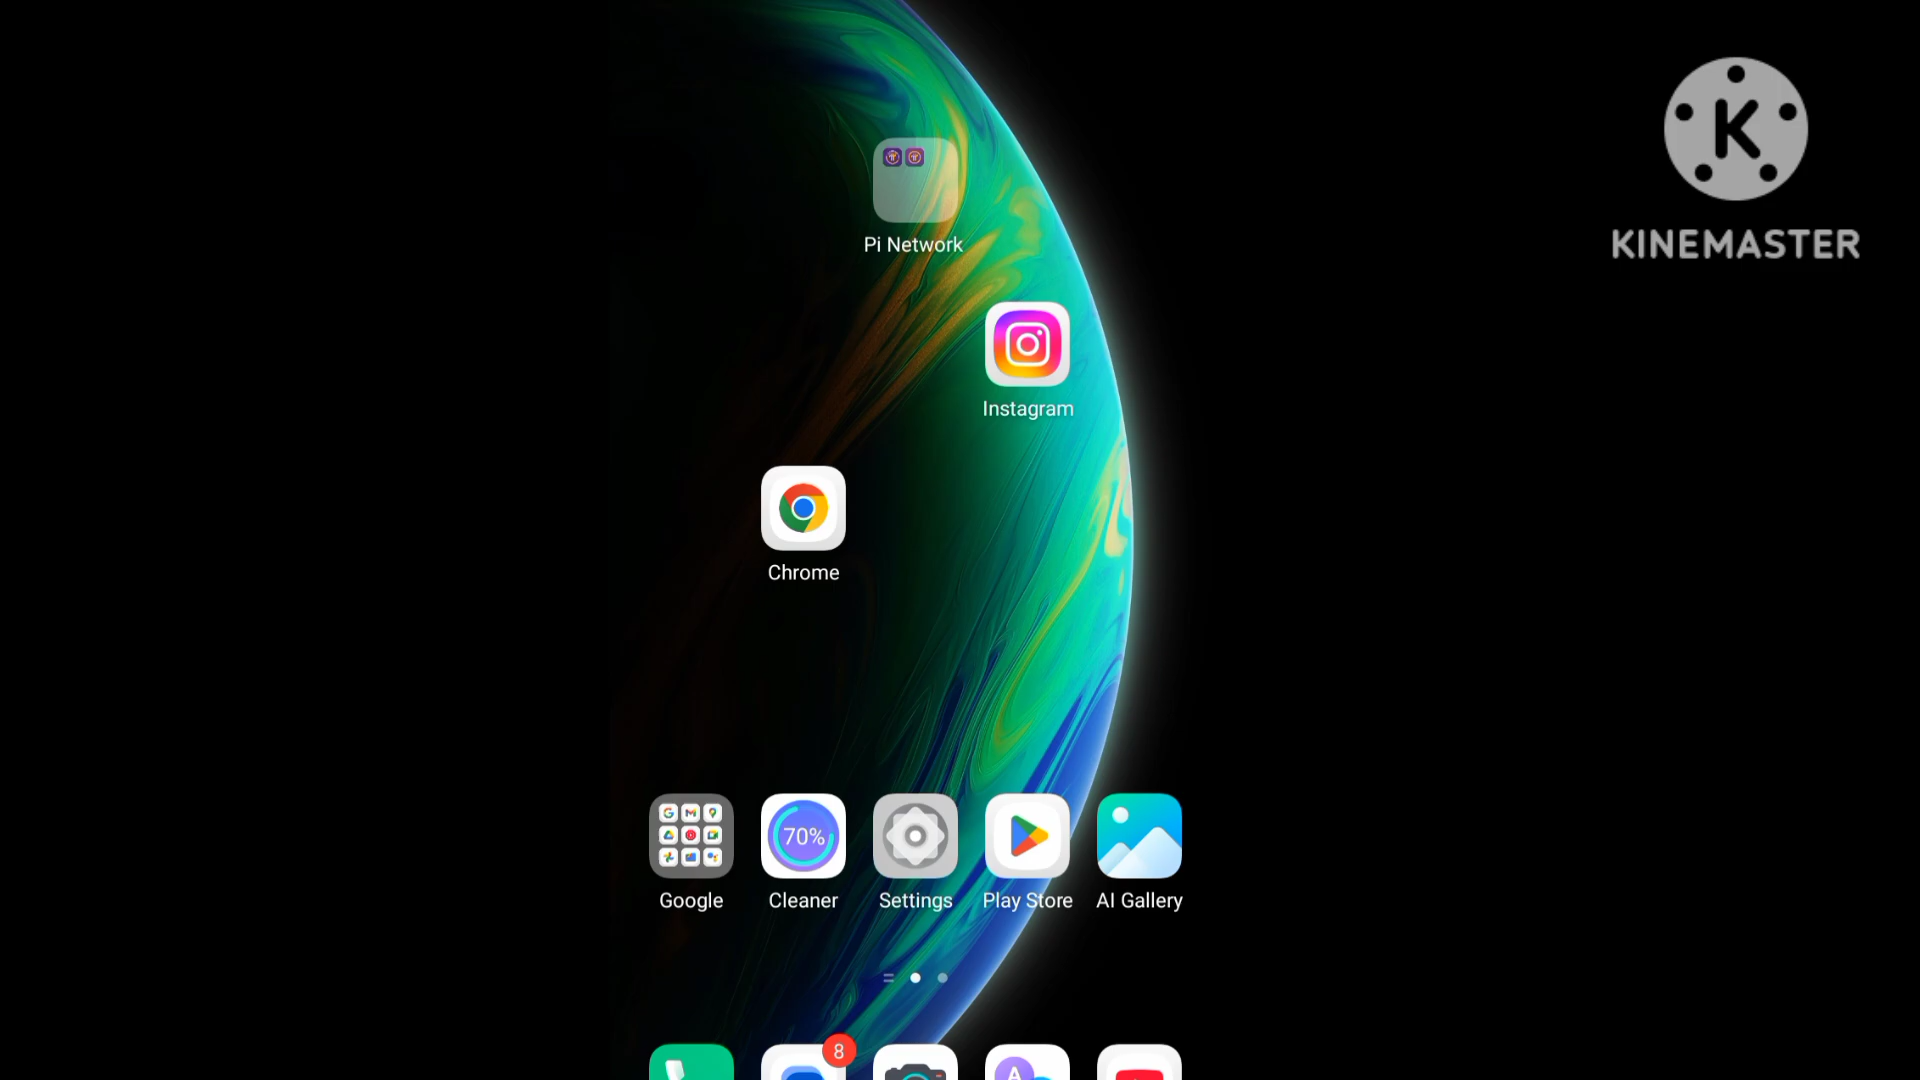 K
KINEMASTER
Pi Network
Instagram
Chrome
70%
Google
Cleaner
Settings
Play Store
AI Gallery
8
A